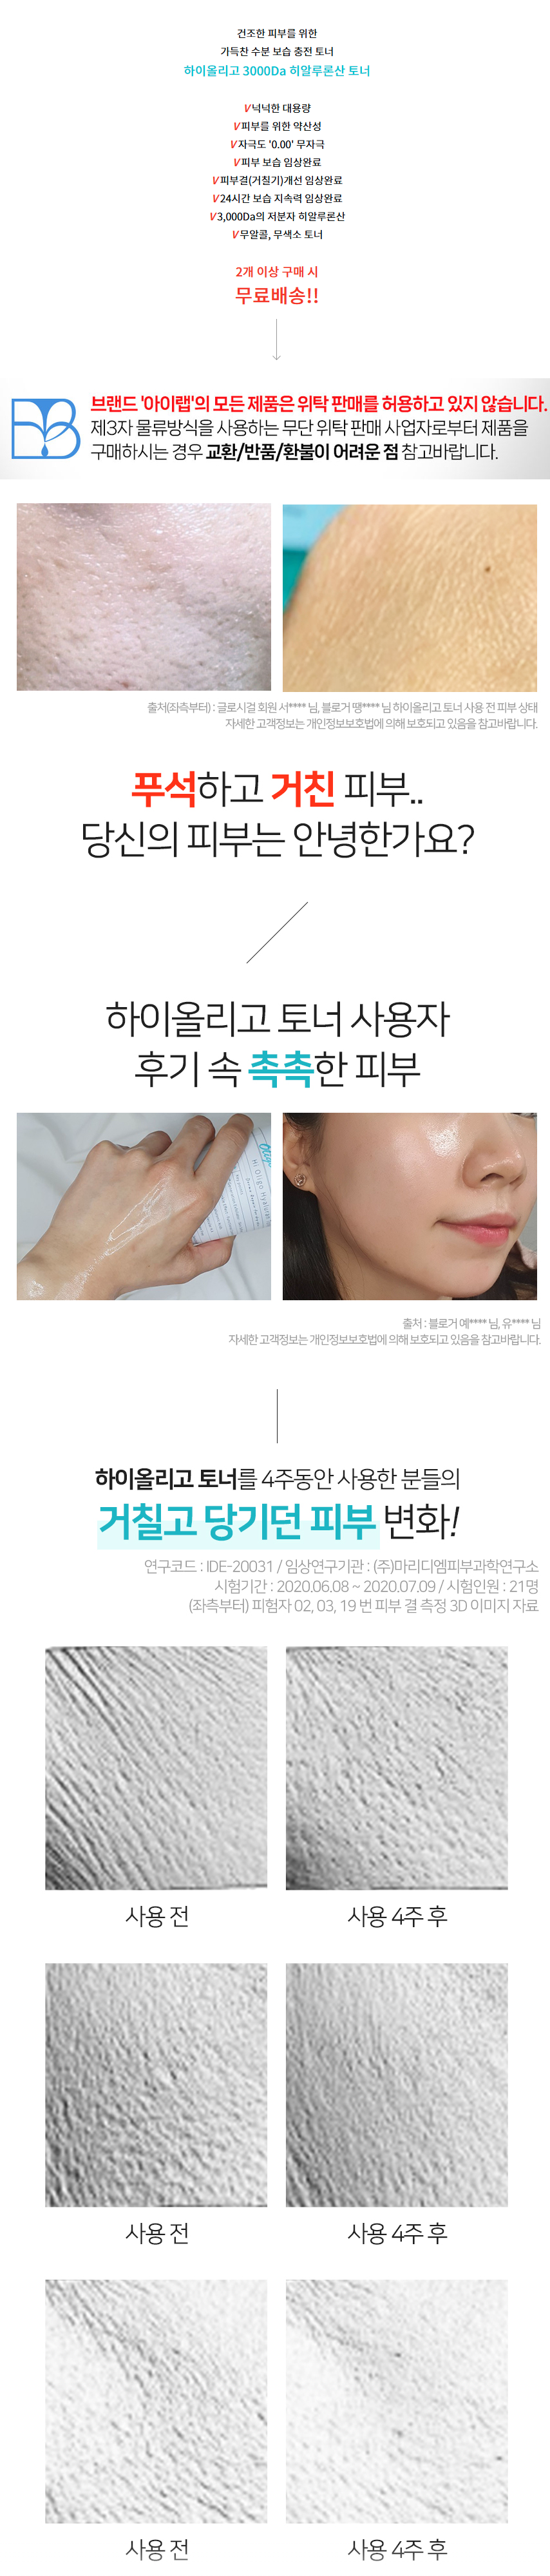 건조한 피부를 위한
가득찬 수분 보습 충전 토너
하이올리고 3000Da 히알루론산 토너
V 넉넉한 대용량
V 피부를 위한 약산성
V 자극도 '0.00' 무자극
V 피부 보습 임상완료
V 피부결(거칠기)개선 임상완료
V 24시간 보습 지속력 임상완료
V 3,000Da의 저분자 히알루론산
V 무알콜, 무색소 토너
2개 이상 구매 시
무료배송!!
브랜드 '아이랩'의 모든 제품은 위탁 판매를 허용하고 있지 않습니다.
제3자 물류방식을 사용하는 무단 위탁 판매 사업자로부터 제품을
구매하시는 경우 교환/반품/환불이 어려운 점 참고바랍니다.
출처(좌측부터) : 글로시걸 회원 서**** 님, 블로거 땡**** 님 하이올리고 토너 사용 전 피부 상태
자세한 고객정보는 개인정보보호법에 의해 보호되고 있음을 참고바랍니다.
푸석하고 거친 피부..
당신의 피부는 안녕한가요?
하이올리고 토너 사용자
후기 속 촉촉한 피부
Hi Oligo Hyaluronic
출처 : 블로거 예**** 님, 유**** 님
자세한 고객정보는 개인정보보호법에 의해 보호되고 있음을 참고바랍니다.
하이올리고 토너를 4주동안 사용한 분들의
거칠고 당기던 피부 변화!
연구코드 : IDE-20031 / 임상연구기관 : (주)마리디엠피부과학연구소
시험기간 : 2020.06.08 ~ 2020.07.09 / 시험인원 : 21명
(좌측부터) 피험자 02, 03, 19 번 피부 결 측정 3D 이미지 자료
사용 전
사용 4주 후
사용 전
사용 4주 후
사용 전
사용 4주 후